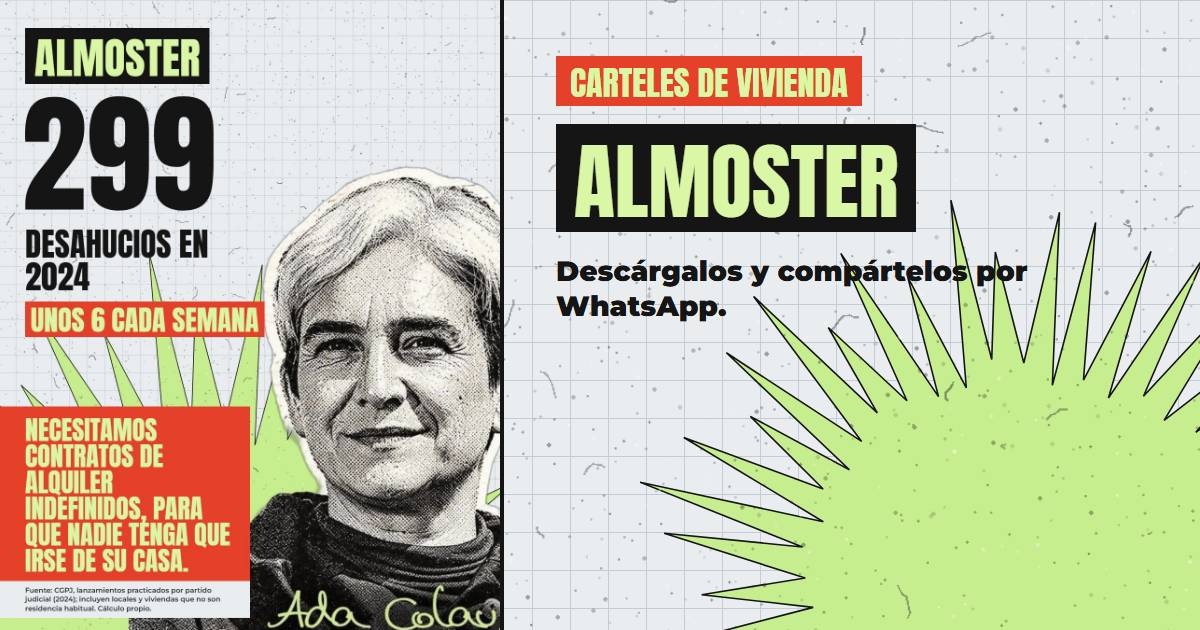 ALMOSTER
299
DESAHUCIOS EN
2024
UNOS 6 CADA SEMANA
NECESITAMOS
CONTRATOS DE
ALQUILER
INDEFINIDOS, PARA
QUE NADIE TENGA QUE
IRSE DE SU CASA.
Fuente: CGPJ, lanzamientos practicados por partido
judicial (2024); incluyen locales y viviendas que no son
residencia habitual. Cálculo propio.
Ada Colau
CARTELES DE VIVIENDA
ALMOSTER
Descárgalos y compártelos por
WhatsApp.